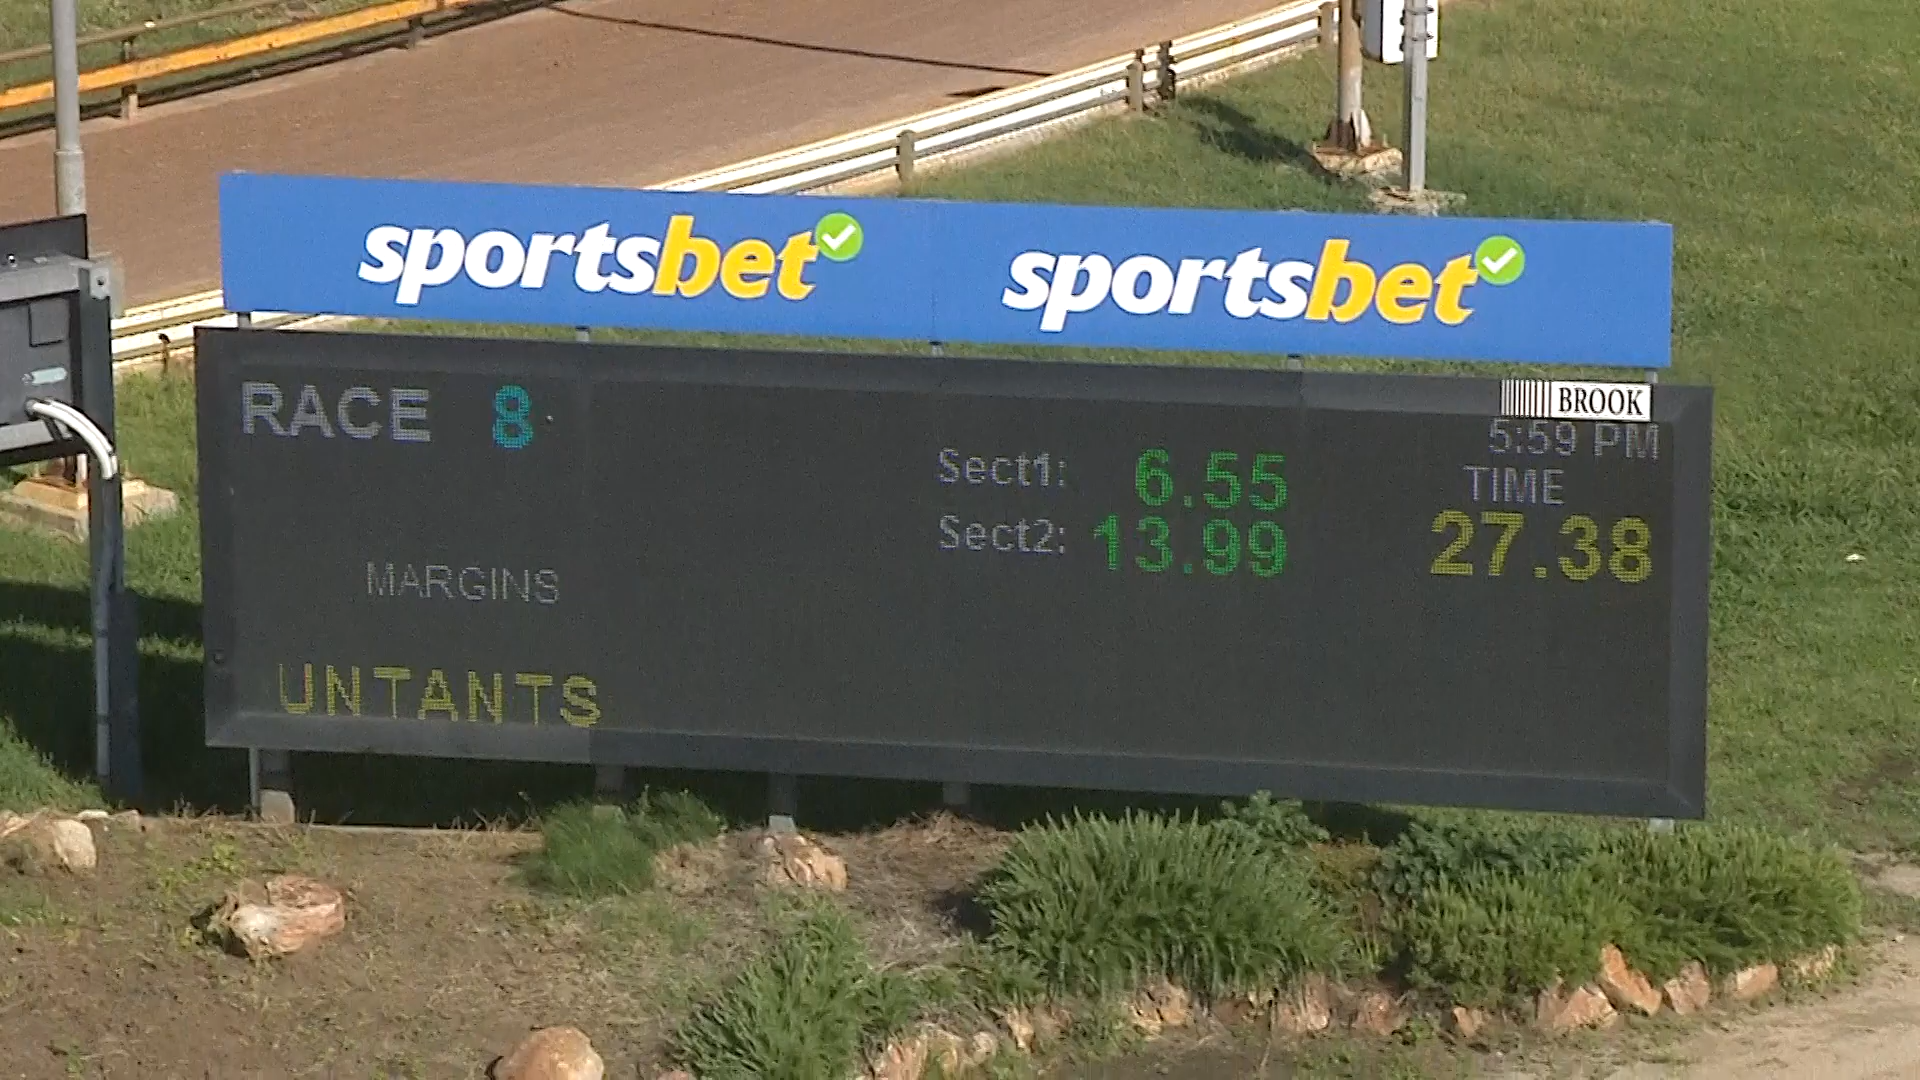 sportsbet sportsbet
BROOK
RACE 8
5:59 PM
Sect1: 6.55
TIME
Sect2: 13.99
27.38
MARGINS
UNTANTS